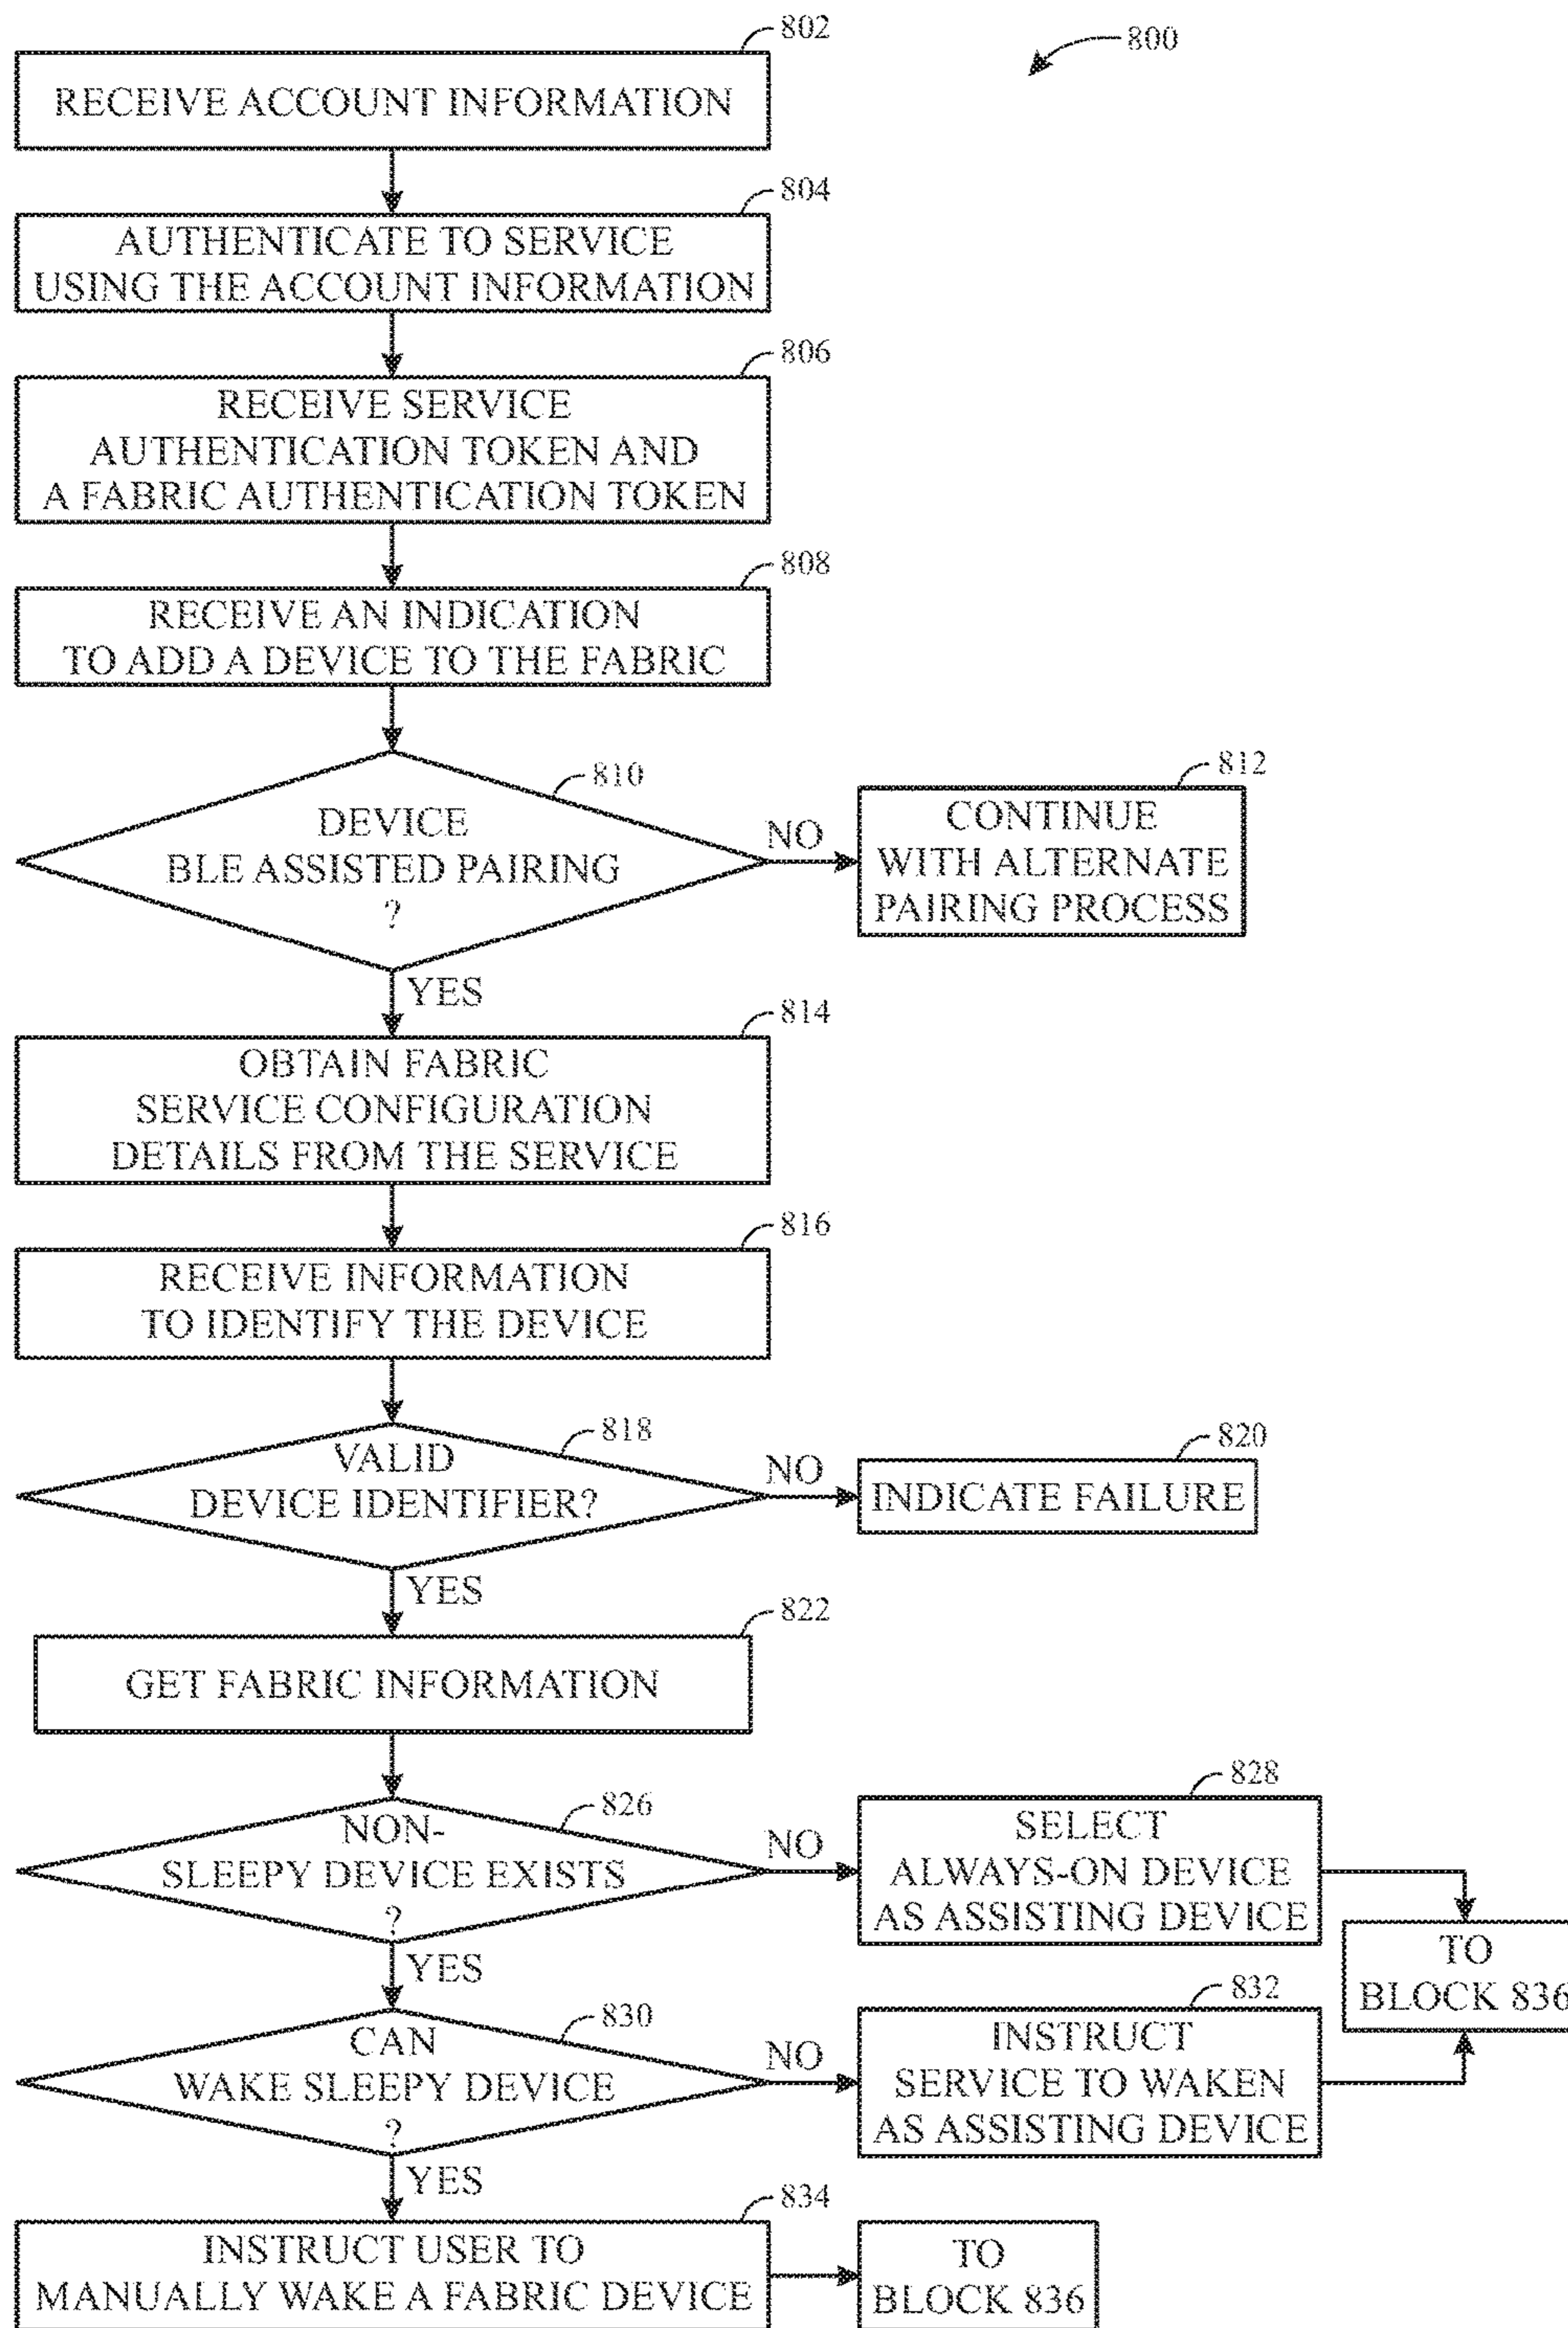 802
800
RECEIVE ACCOUNT INFORMATION
804
AUTHENTICATE TO SERVICE
USING THE ACCOUNT INFORMATION
806
RECEIVE SERVICE
AUTHENTICATION TOKEN AND
A FABRIC AUTHENTICATION TOKEN
808
RECEIVE AN INDICATION
TO ADD A DEVICE TO THE FABRIC
810
DEVICE
BLE ASSISTED PAIRING
?
NO
812
CONTINUE
WITH ALTERNATE
PAIRING PROCESS
YES
814
OBTAIN FABRIC
SERVICE CONFIGURATION
DETAILS FROM THE SERVICE
816
RECEIVE INFORMATION
TO IDENTIFY THE DEVICE
818
VALID
DEVICE IDENTIFIER?
NO
820
INDICATE FAILURE
YES
822
GET FABRIC INFORMATION
826
NON-
SLEEPY DEVICE EXISTS
?
NO
828
SELECT
ALWAYS-ON DEVICE
AS ASSISTING DEVICE
TO
BLOCK 836
YES
830
CAN
WAKE SLEEPY DEVICE
?
NO
832
INSTRUCT
SERVICE TO WAKEN
AS ASSISTING DEVICE
YES
834
INSTRUCT USER TO
MANUALLY WAKE A FABRIC DEVICE
TO
BLOCK 836